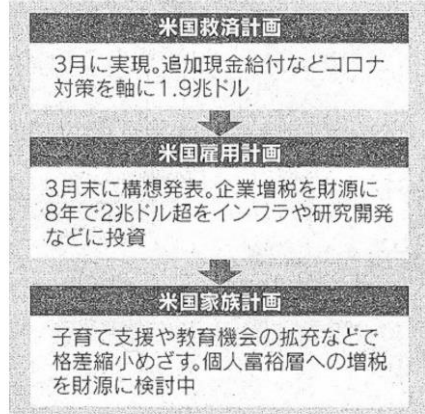 米国救済計画
3月に実現。追加現金給付などコロナ
対策を軸に1.9兆ドル
米国雇用計画
3月末に構想発表。企業増税を財源に
8年で2兆ドル超をインフラや研究開発
などに投資
米国家族計画
子育て支援や教育機会の拡充などで
格差縮小めざす。個人富裕層への増税
を財源に検討中